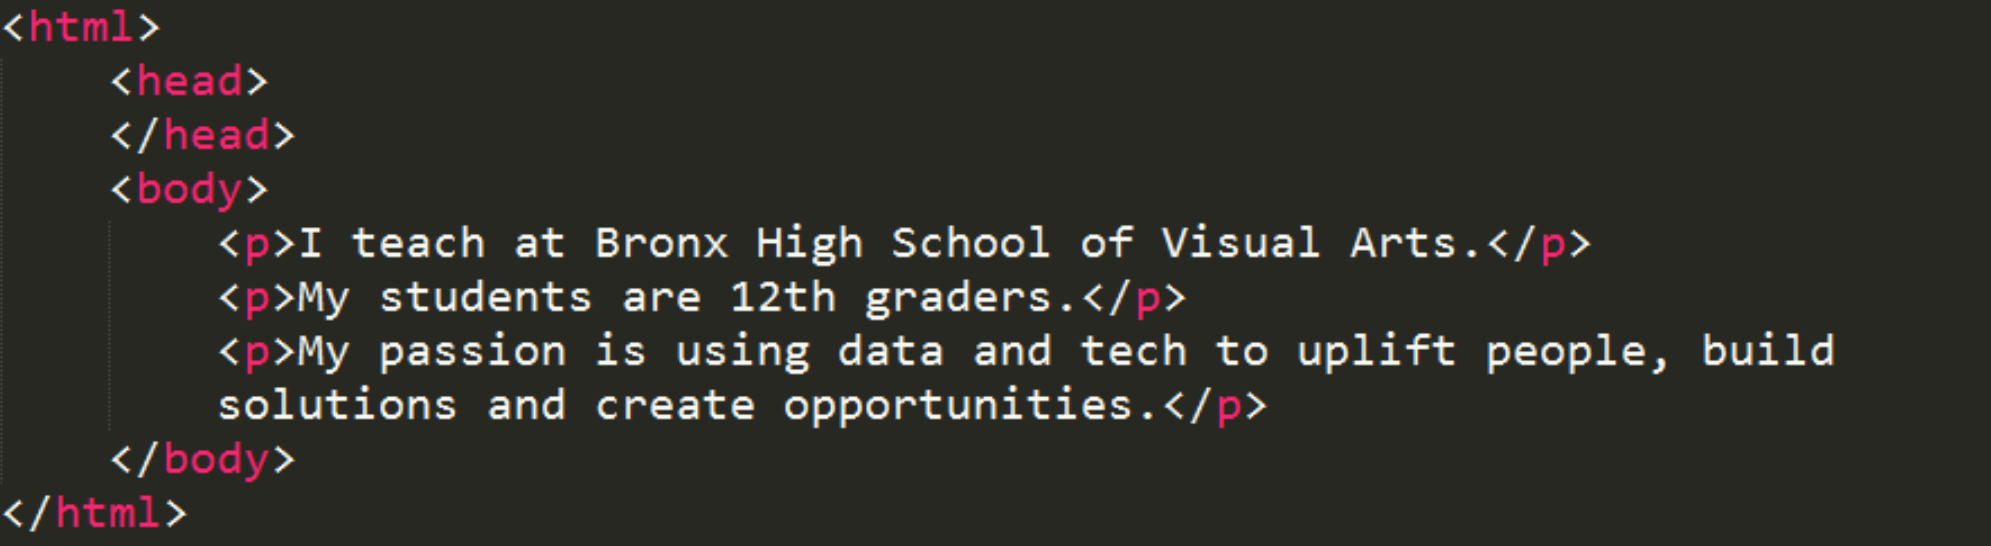 <html>
<head>
</head>
<body>
<p>I teach at Bronx High School of Visual Arts.</p>
<p>My students are 12th graders.</p>
<p>My passion is using data and tech to uplift people, build
solutions and create opportunities.</p>
</body>
</html>